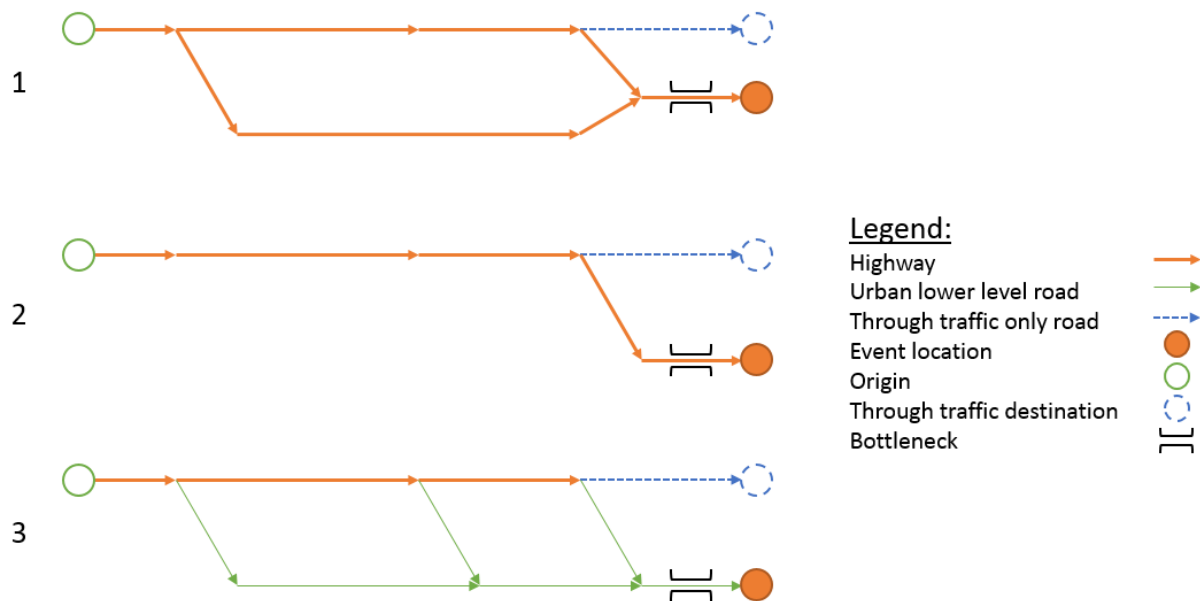 1
2
3
Legend:
Highway
Urban lower level road
Through traffic only road
Event location
Origin
Through traffic destination
Bottleneck